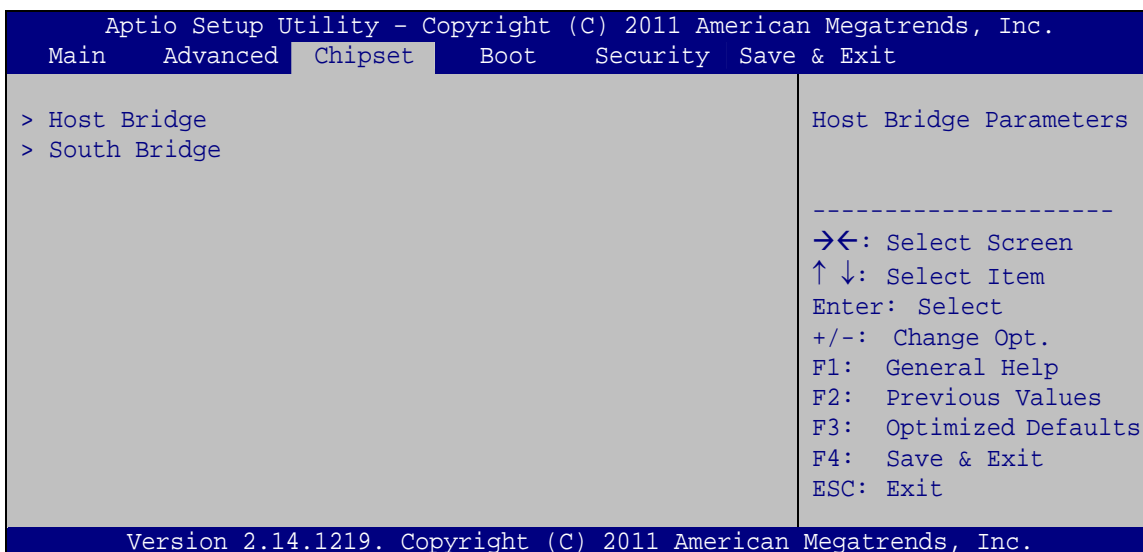 Aptio Setup Utility – Copyright (C) 2011 American Megatrends, Inc.
Main Advanced Chipset Boot Security Save & Exit
> Host Bridge
> South Bridge
Host Bridge Parameters
---------------------
→←: Select Screen
↑ ↓: Select Item
Enter: Select
+/-: Change Opt.
F1: General Help
F2: Previous Values
F3: Optimized Defaults
F4: Save & Exit
ESC: Exit
Version 2.14.1219. Copyright (C) 2011 American Megatrends, Inc.